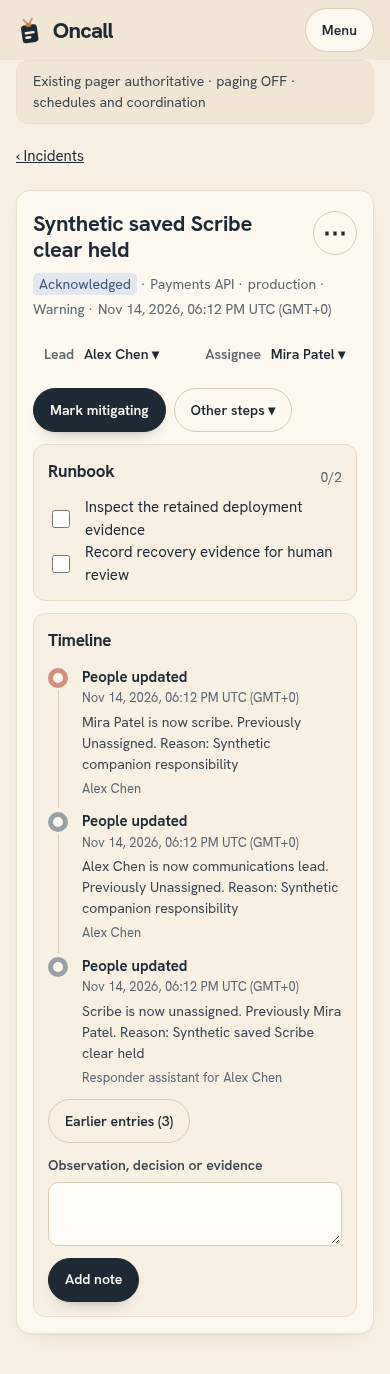 Oncall
Menu
Existing pager authoritative · paging OFF ·
schedules and coordination
‹ Incidents
Synthetic saved Scribe
clear held
...
Acknowledged · Payments API · production ·
Warning · Nov 14, 2026, 06:12 PM UTC (GMT+0)
Lead Alex Chen ▾ Assignee Mira Patel ▾
Mark mitigating Other steps ▾
Runbook 0/2
Inspect the retained deployment
evidence
Record recovery evidence for human
review
Timeline
People updated
Nov 14, 2026, 06:12 PM UTC (GMT+0)
Mira Patel is now scribe. Previously
Unassigned. Reason: Synthetic
companion responsibility
Alex Chen
People updated
Nov 14, 2026, 06:12 PM UTC (GMT+0)
Alex Chen is now communications lead.
Previously Unassigned. Reason: Synthetic
companion responsibility
Alex Chen
People updated
Nov 14, 2026, 06:12 PM UTC (GMT+0)
Scribe is now unassigned. Previously Mira
Patel. Reason: Synthetic saved Scribe
clear held
Responder assistant for Alex Chen
Earlier entries (3)
Observation, decision or evidence
Add note